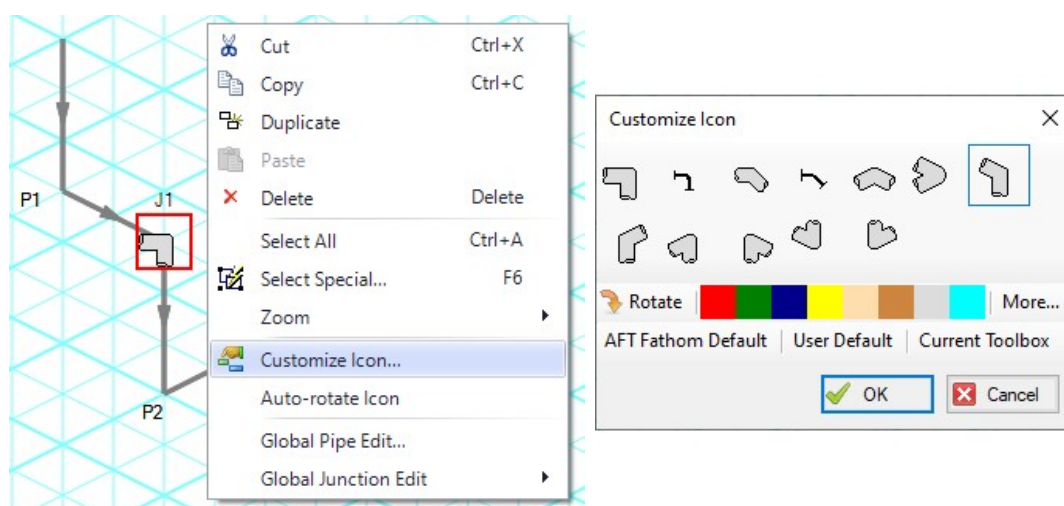 P1
J1
P2
Cut Ctrl+X
Copy Ctrl+C
Duplicate
Paste
Delete Delete
Select All Ctrl+A
Select Special... F6
Zoom
Customize Icon...
Auto-rotate Icon
Global Pipe Edit...
Global Junction Edit
Customize Icon
Rotate More...
AFT Fathom Default User Default Current Toolbox
OK Cancel